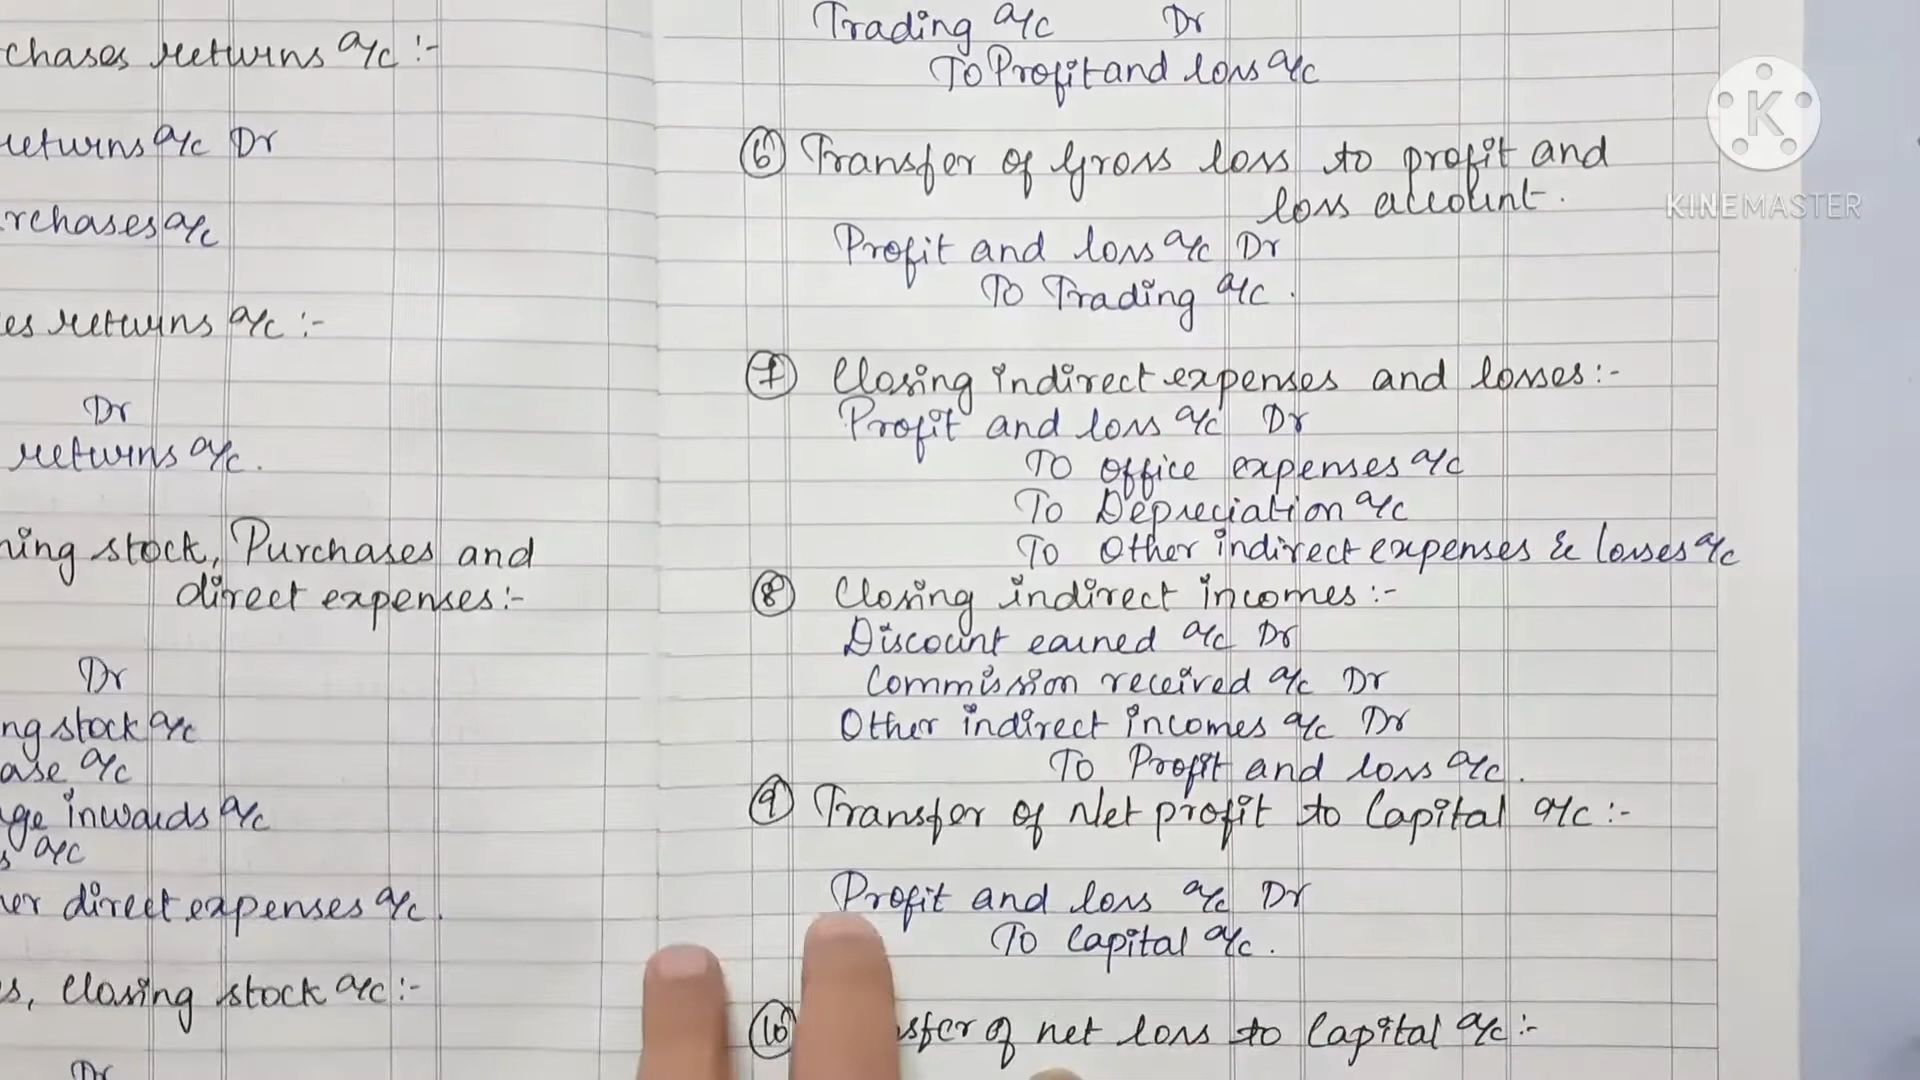 chases returns a/c :-
returns a/c Dr
rchases a/c
es returns a/c :-
Dr
returns a/c.
ning stock, Purchases and
direct expenses:-
Dr
ng stock a/c
ase a/c
ge inwards a/c
s a/c
her direct expenses a/c.
s, Closing stock a/c:-
Dr
Trading a/c Dr
To Profit and loss a/c
⑥ Transfer of Gross loss to profit and
loss account.
Profit and loss a/c Dr
To Trading a/c.
⑦ Closing indirect expenses and losses:-
Profit and loss a/c Dr
To office expenses a/c
To Depreciation a/c
To Other indirect expenses & losses a/c
⑧ Closing indirect incomes:-
Discount earned a/c Dr
Commission received a/c Dr
Other indirect incomes a/c Dr
To Profit and loss a/c.
⑨ Transfer of Net profit to Capital a/c:-
Profit and loss a/c Dr
To Capital a/c.
⑩ sfer of net loss to Capital a/c:-
K
KINEMASTER